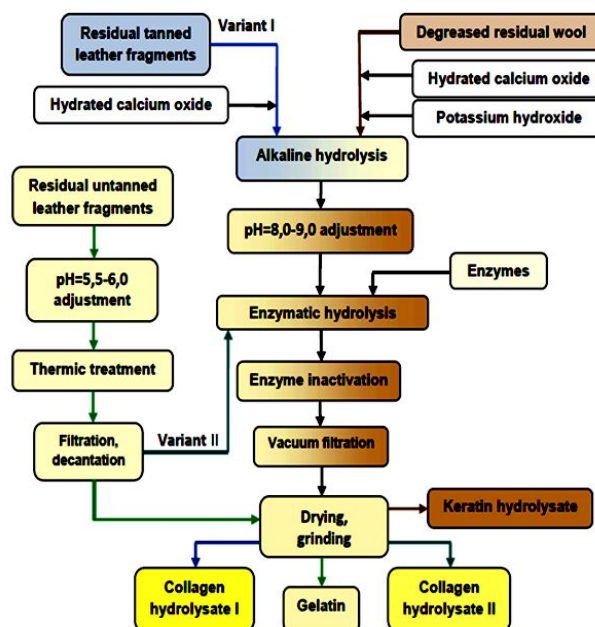 Residual tanned
leather fragments
Variant I
Degreased residual wool
Hydrated calcium oxide
Hydrated calcium oxide
Potassium hydroxide
Alkaline hydrolysis
Residual untanned
leather fragments
pH=8,0-9,0 adjustment
pH=5,5-6,0
adjustment
Enzymes
Enzymatic hydrolysis
Thermic treatment
Enzyme inactivation
Filtration,
decantation
Variant II
Vacuum filtration
Drying,
grinding
Keratin hydrolysate
Collagen
hydrolysate I
Gelatin
Collagen
hydrolysate II